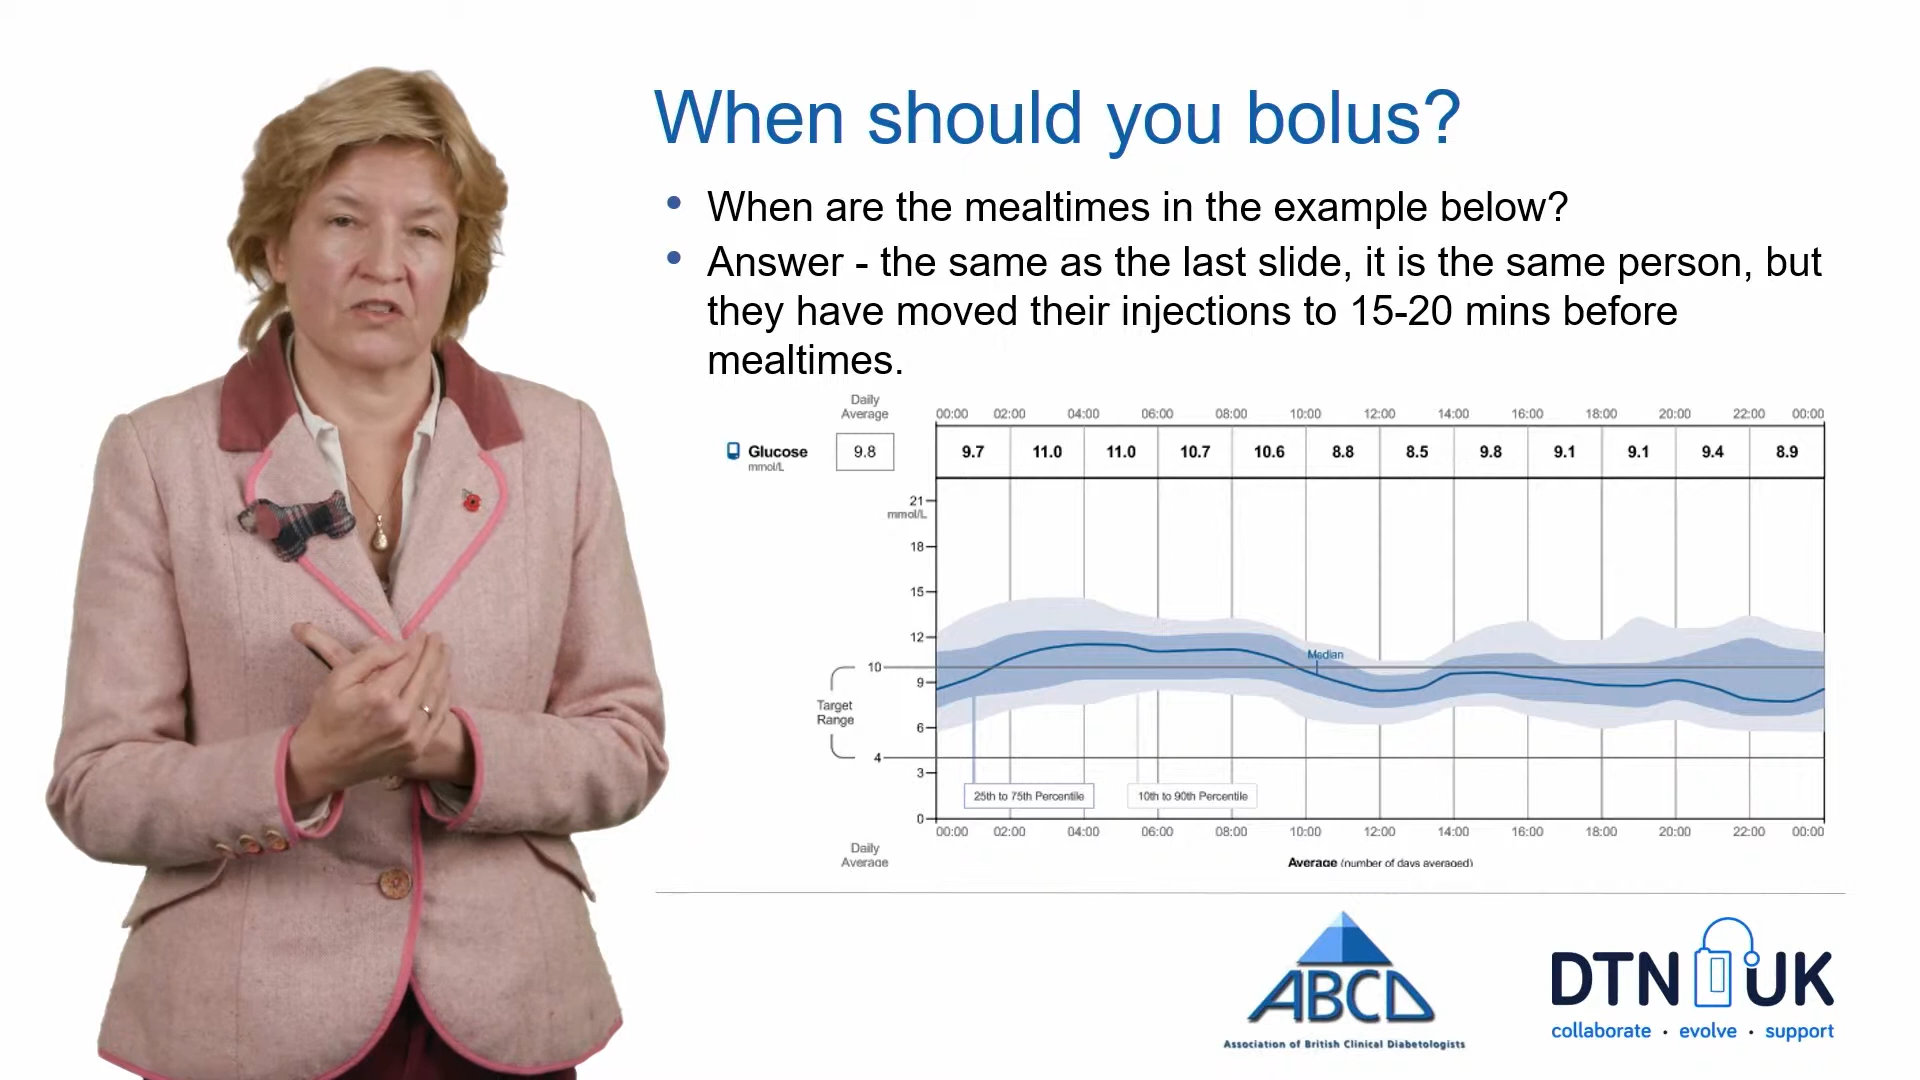 When should you bolus?
• When are the mealtimes in the example below?
• Answer - the same as the last slide, it is the same person, but
they have moved their injections to 15-20 mins before
mealtimes.
Daily
Average
00:00 02:00 04:00 06:00 08:00 10:00 12:00 14:00 16:00 18:00 20:00 22:00 00:00
Glucose
mmol/L
9.8
9.7 11.0 11.0 10.7 10.6 8.8 8.5 9.8 9.1 9.1 9.4 8.9
21
mmol/L
18
15
12
10
9
6
4
3
0
Target
Range
Median
25th to 75th Percentile
10th to 90th Percentile
00:00 02:00 04:00 06:00 08:00 10:00 12:00 14:00 16:00 18:00 20:00 22:00 00:00
Daily
Average
Average (number of days averaged)
ABCD
Association of British Clinical Diabetologists
DTN UK
collaborate · evolve · support